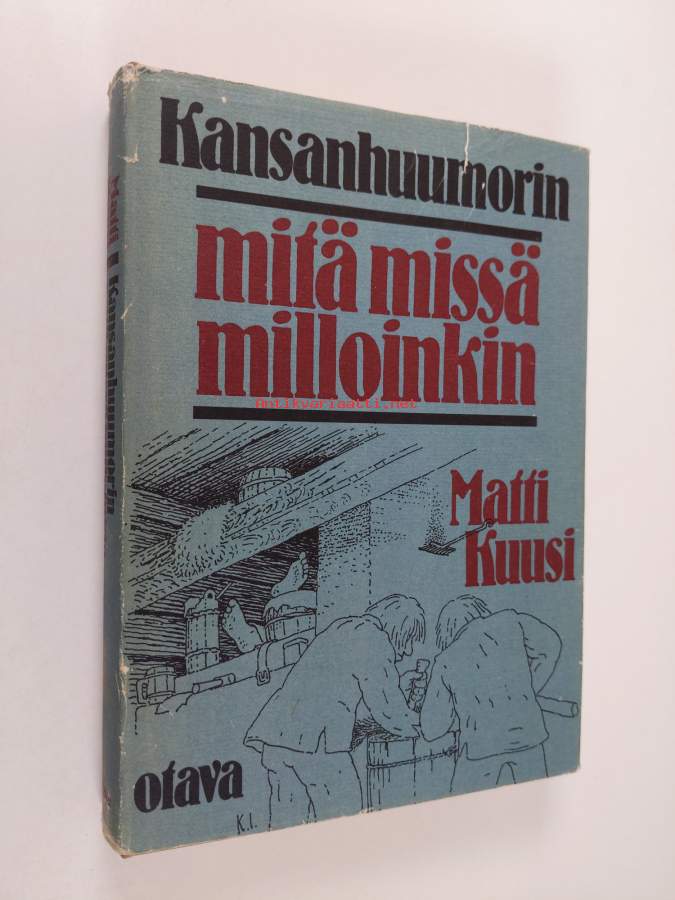 Kansanhuumorin
mitä missä
milloinkin
antikvariaatti.net
Matti
Kuusi
otava
K.I.
Matti K Kansanhuumorin